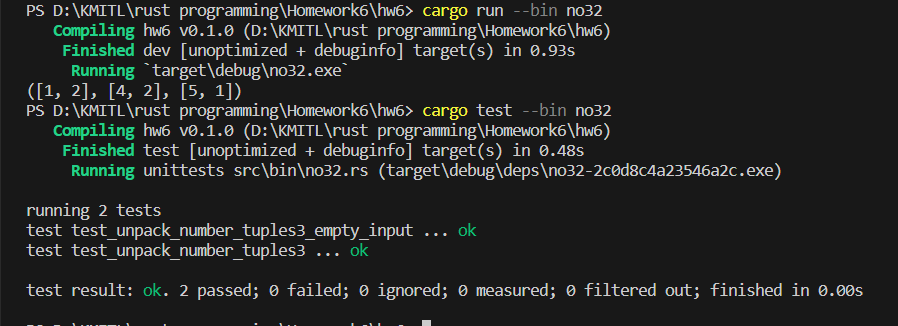 PS D:\KMITL\rust programming\Homework6\hw6> cargo run --bin no32
Compiling hw6 v0.1.0 (D:\KMITL\rust programming\Homework6\hw6)
Finished dev [unoptimized + debuginfo] target(s) in 0.93s
Running `target\debug\no32.exe`
([1, 2], [4, 2], [5, 1])
PS D:\KMITL\rust programming\Homework6\hw6> cargo test --bin no32
Compiling hw6 v0.1.0 (D:\KMITL\rust programming\Homework6\hw6)
Finished test [unoptimized + debuginfo] target(s) in 0.48s
Running unittests src\bin\no32.rs (target\debug\deps\no32-2c0d8c4a23546a2c.exe)
running 2 tests
test test_unpack_number_tuples3_empty_input ... ok
test test_unpack_number_tuples3 ... ok
test result: ok. 2 passed; 0 failed; 0 ignored; 0 measured; 0 filtered out; finished in 0.00s